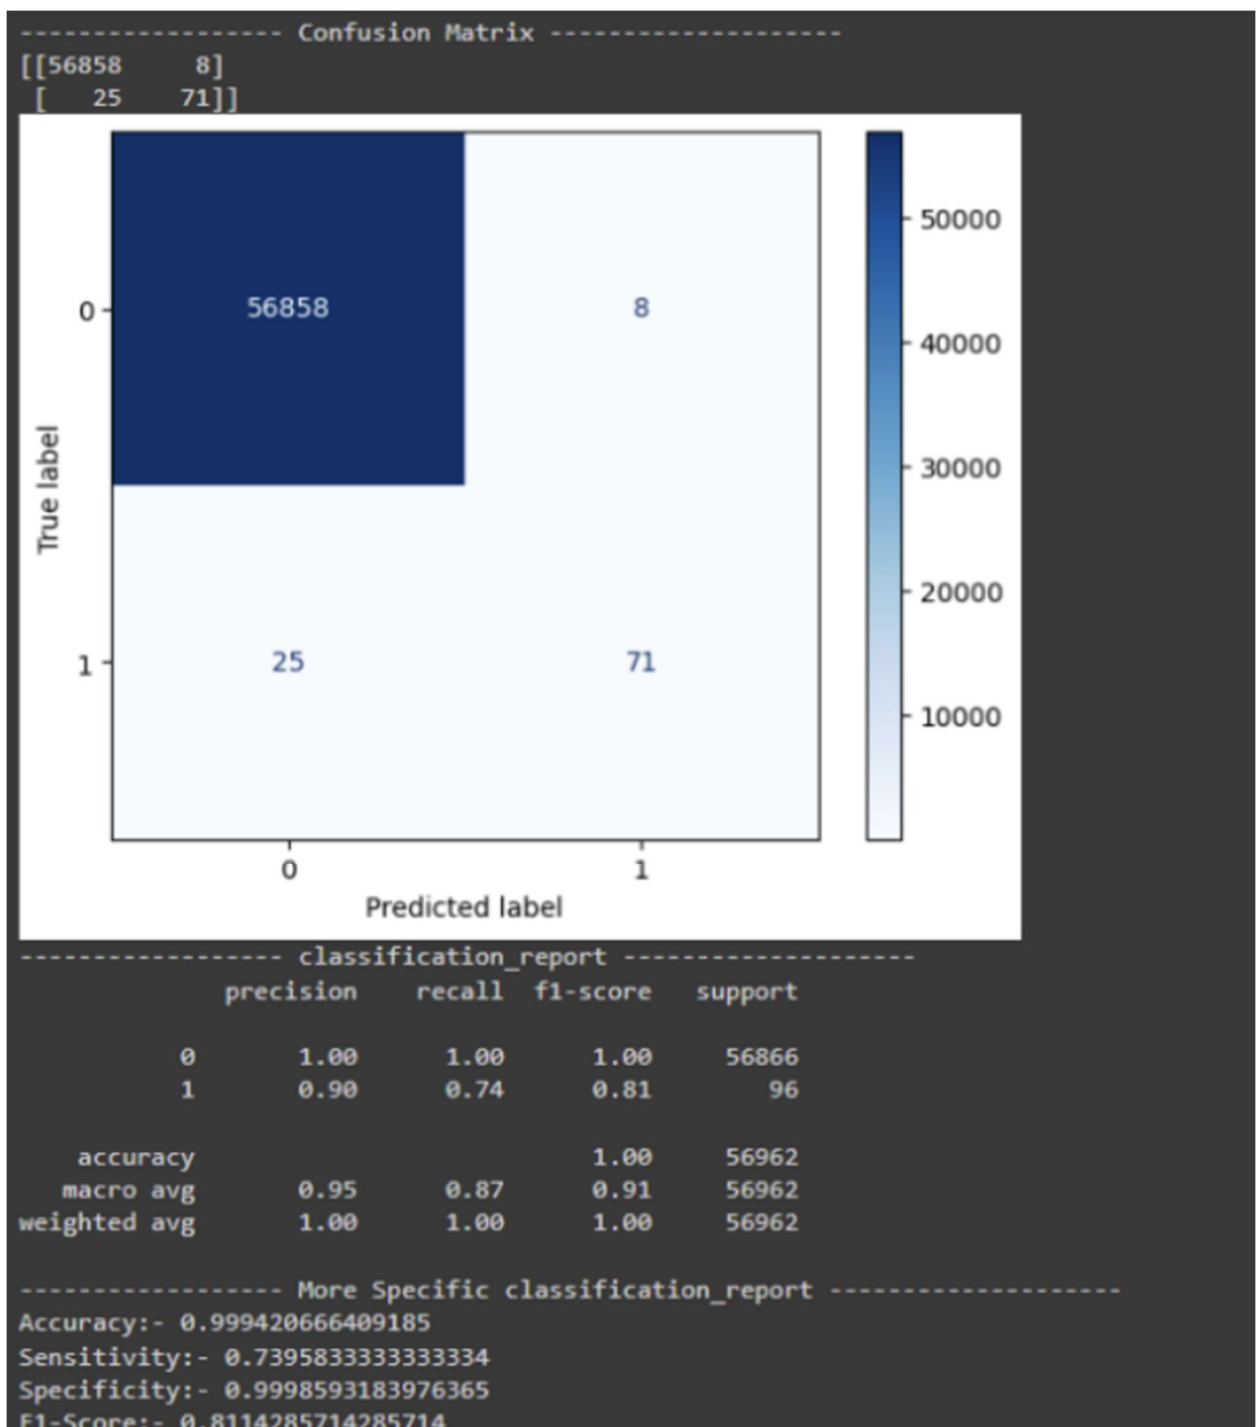 ------------------ Confusion Matrix --------------------
[[56858     8]
 [   25    71]]
50000
56858 8
0
40000
30000
True label
20000
25 71
1
10000
0 1
Predicted label
------------------ classification_report --------------------
              precision    recall  f1-score   support

           0       1.00      1.00      1.00     56866
           1       0.90      0.74      0.81        96

    accuracy                           1.00     56962
   macro avg       0.95      0.87      0.91     56962
weighted avg       1.00      1.00      1.00     56962

------------------ More Specific classification_report --------------------
Accuracy:- 0.999420666409185
Sensitivity:- 0.7395833333333334
Specificity:- 0.9998593183976365
F1-Score:- 0.8114285714285714